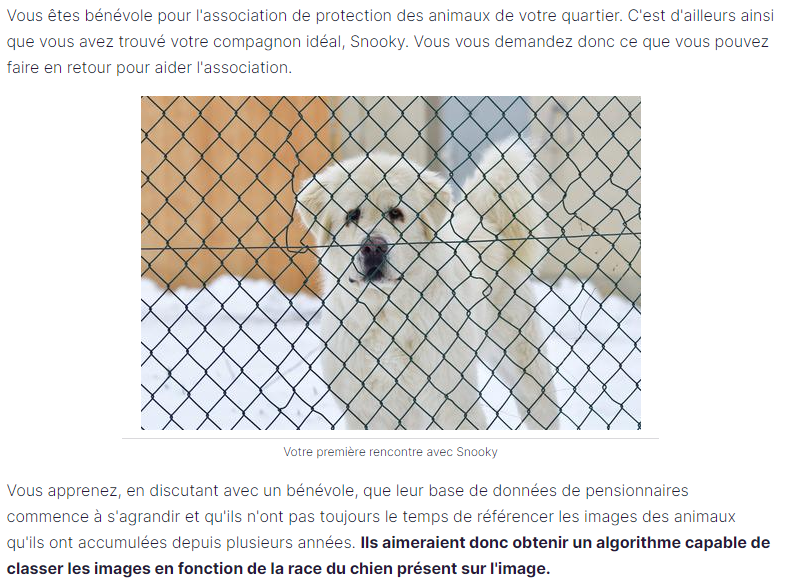 Vous êtes bénévole pour l'association de protection des animaux de votre quartier. C'est d'ailleurs ainsi
que vous avez trouvé votre compagnon idéal, Snooky. Vous vous demandez donc ce que vous pouvez
faire en retour pour aider l'association.
Votre première rencontre avec Snooky
Vous apprenez, en discutant avec un bénévole, que leur base de données de pensionnaires
commence à s'agrandir et qu'ils n'ont pas toujours le temps de référencer les images des animaux
qu'ils ont accumulées depuis plusieurs années. Ils aimeraient donc obtenir un algorithme capable de
classer les images en fonction de la race du chien présent sur l'image.